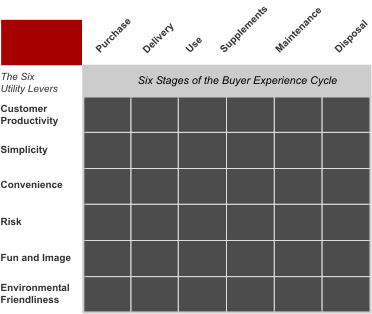 Purchase
Delivery
Use
Supplements
Maintenance
Disposal
The Six
Utility Levers
Six Stages of the Buyer Experience Cycle
Customer
Productivity
Simplicity
Convenience
Risk
Fun and Image
Environmental
Friendliness